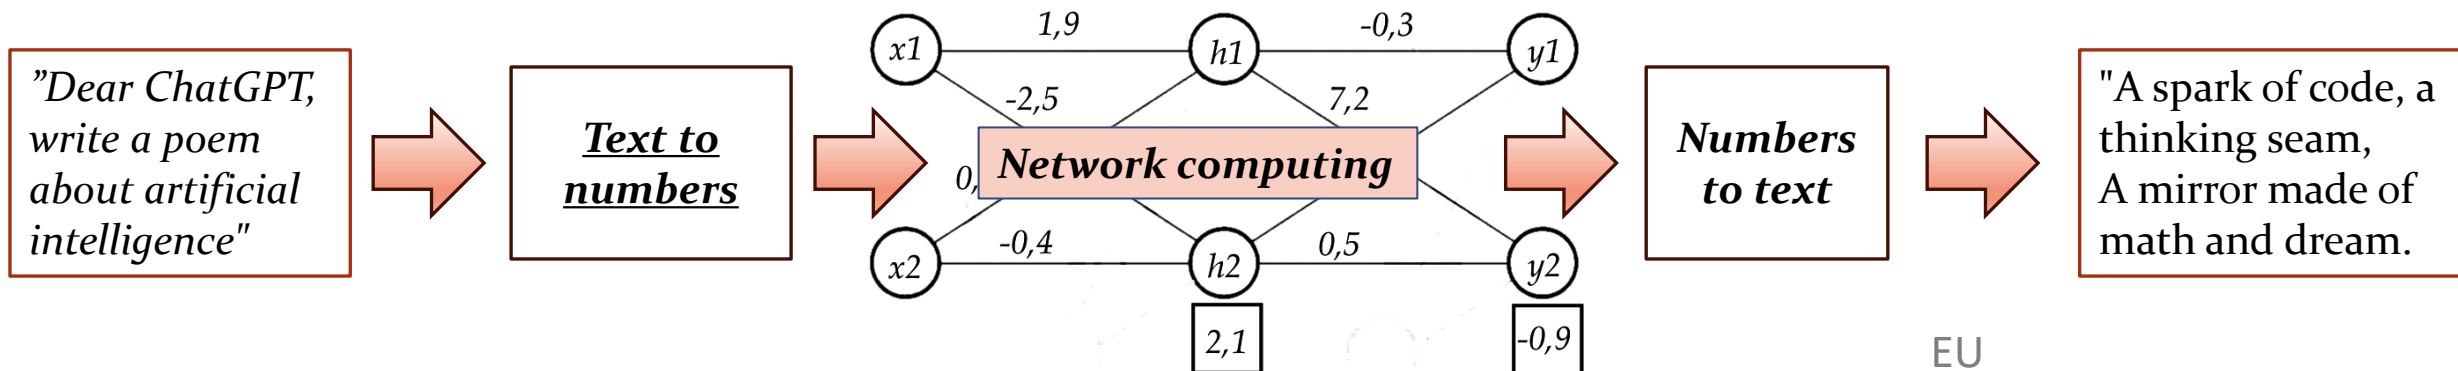 ”Dear ChatGPT,
write a poem
about artificial
intelligence"
Text to
numbers
x1
1,9
h1
-0,3
y1
-2,5
7,2
Network computing
0,
x2
-0,4
h2
0,5
y2
2,1
-0,9
Numbers
to text
"A spark of code, a
thinking seam,
A mirror made of
math and dream.
EU